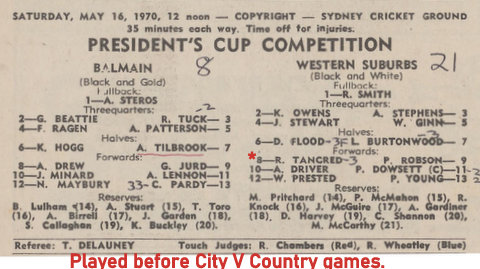 SATURDAY, MAY 16, 1970, 12 noon — COPYRIGHT — SYDNEY CRICKET GROUND
35 minutes each way. Time off for injuries.
PRESIDENT'S CUP COMPETITION
BALMAIN 8
(Black and Gold)
Fullback:
1—A. STEROS
Threequarters: -2
2—G. BEATTIE R. TUCK— 3
4—F. RAGEN A. PATTERSON— 5
Halves:
6—K. HOGG A. TILBROOK— 7
Forwards:
8—A. DREW G. JURD— 9
10—J. MINARD A. LENNON—11
12—N. MAYBURY 33- C. PARDY—13
Reserves:
B. Lulham (14), A. Stuart (15), T. Toro
(16), A. Birrell (17), J. Garden (18),
S. Callaghan (19), K. Buckley (20).
WESTERN SUBURBS 21
(Black and White)
Fullback:
1—R. SMITH
Threequarters:
2—K. OWENS A. STEPHENS— 3
4—J. STEWART W. GINN— 5
Halves: -3
6—D. FLOOD -3F L. BURTONWOOD— 7
Forwards:
* 8—R. TANCRED -3 P. ROBSON— 9
10—A. DRIVER P. DOWSETT (C)—11 -3
12—W. PRESTED P. YOUNG—13
Reserves:
M. Pritchard (14), P. McMahon (15), R.
Knock (16), J. McGuire (17), A. Gardiner
(18), D. Harvey (19), C. Shannon (20),
M. McCarthy (21).
Referee: T. DELAUNEY Touch Judges: R. Chambers (Red), R. Wheatley (Blue)
Played before City V Country games.